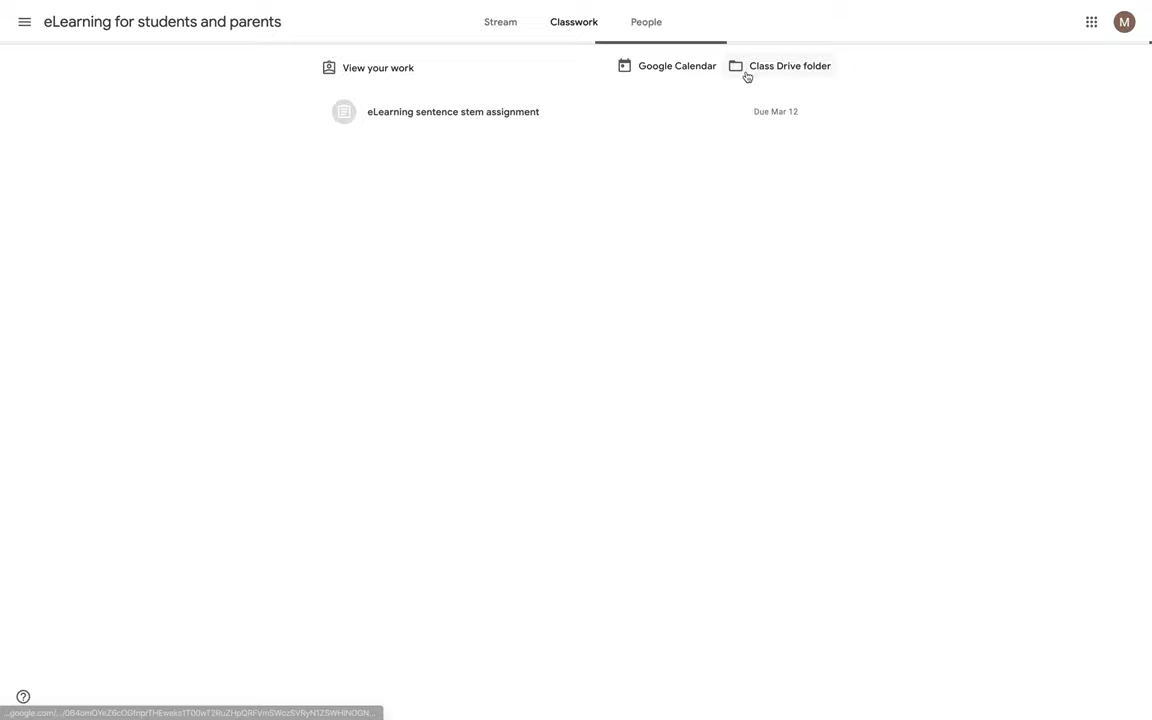 eLearning for students and parents
Stream
Classwork
People
M
View your work
Google Calendar
Class Drive folder
eLearning sentence stem assignment
Due Mar 12